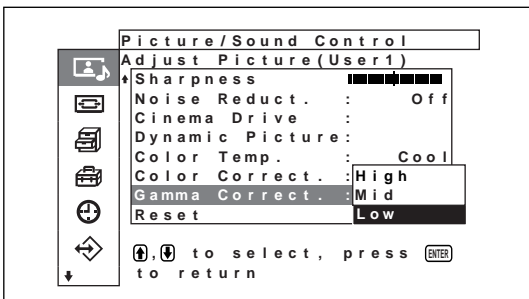 Picture/Sound Control
Adjust Picture(User1)
Sharpness
Noise Reduct. : Off
Cinema Drive :
Dynamic Picture:
Color Temp. : Cool
Color Correct. : High
Gamma Correct. : Mid
Reset Low
, to select, press ENTER
to return